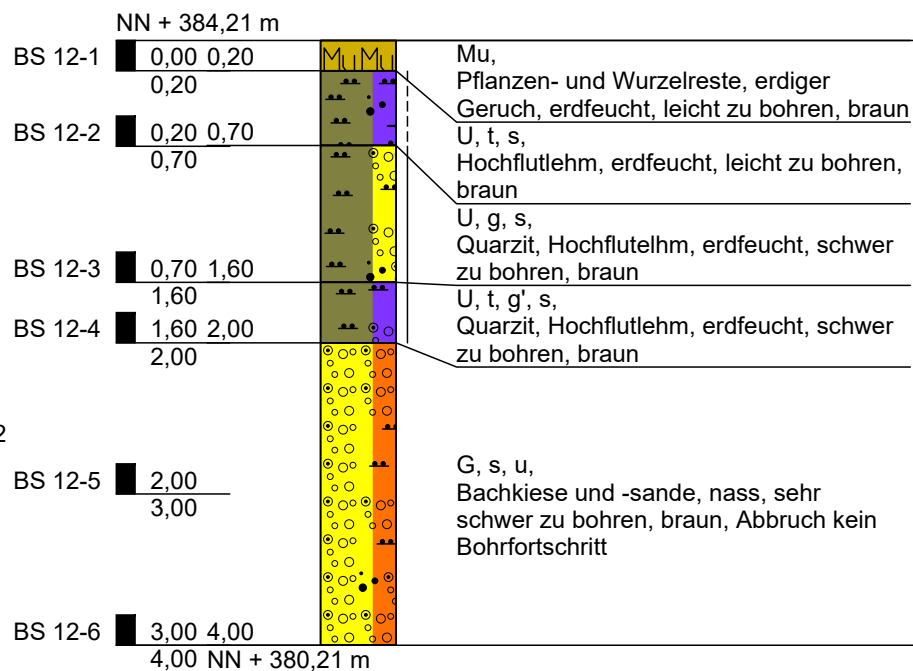 NN + 384,21 m
BS 12-1 0,00 0,20
0,20
Mu Mu
Mu,
Pflanzen- und Wurzelreste, erdiger
Geruch, erdfeucht, leicht zu bohren, braun
BS 12-2 0,20 0,70
0,70
U, t, s,
Hochflutlehm, erdfeucht, leicht zu bohren,
braun
U, g, s,
Quarzit, Hochflutelhm, erdfeucht, schwer
zu bohren, braun
BS 12-3 0,70 1,60
1,60
U, t, g', s,
Quarzit, Hochflutlehm, erdfeucht, schwer
zu bohren, braun
BS 12-4 1,60 2,00
2,00
2
BS 12-5 2,00
3,00
G, s, u,
Bachkiese und -sande, nass, sehr
schwer zu bohren, braun, Abbruch kein
Bohrfortschritt
BS 12-6 3,00 4,00
4,00 NN + 380,21 m